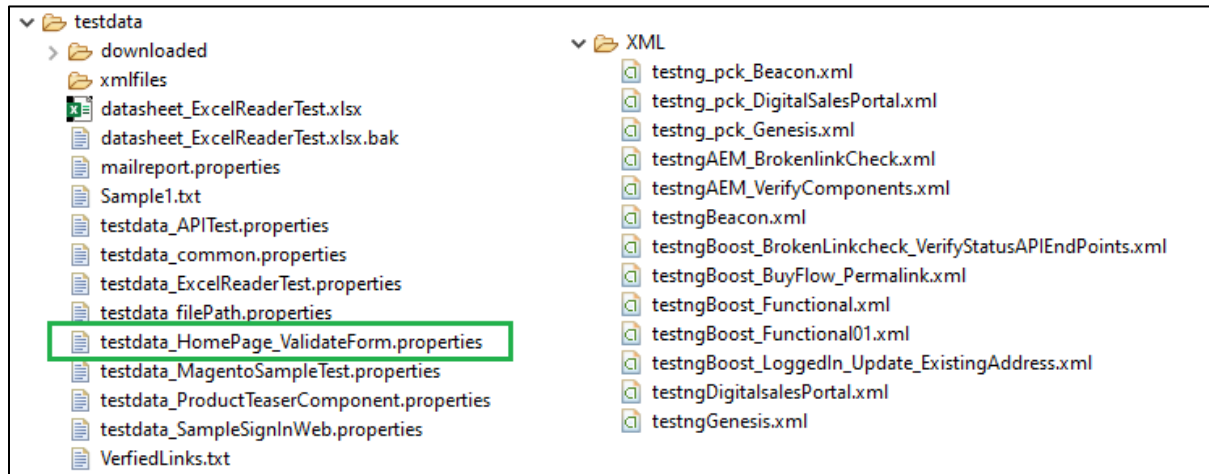 testdata
downloaded
xmlfiles
datasheet_ExcelReaderTest.xlsx
datasheet_ExcelReaderTest.xlsx.bak
mailreport.properties
Sample1.txt
testdata_APITest.properties
testdata_common.properties
testdata_ExcelReaderTest.properties
testdata_filePath.properties
testdata_HomePage_ValidateForm.properties
testdata_MagentoSampleTest.properties
testdata_ProductTeaserComponent.properties
testdata_SampleSignInWeb.properties
VerfiedLinks.txt
XML
testng_pck_Beacon.xml
testng_pck_DigitalSalesPortal.xml
testng_pck_Genesis.xml
testngAEM_BrokenlinkCheck.xml
testngAEM_VerifyComponents.xml
testngBeacon.xml
testngBoost_BrokenLinkcheck_VerifyStatusAPIEndPoints.xml
testngBoost_BuyFlow_Permalink.xml
testngBoost_Functional.xml
testngBoost_Functional01.xml
testngBoost_LoggedIn_Update_ExistingAddress.xml
testngDigitalsalesPortal.xml
testngGenesis.xml